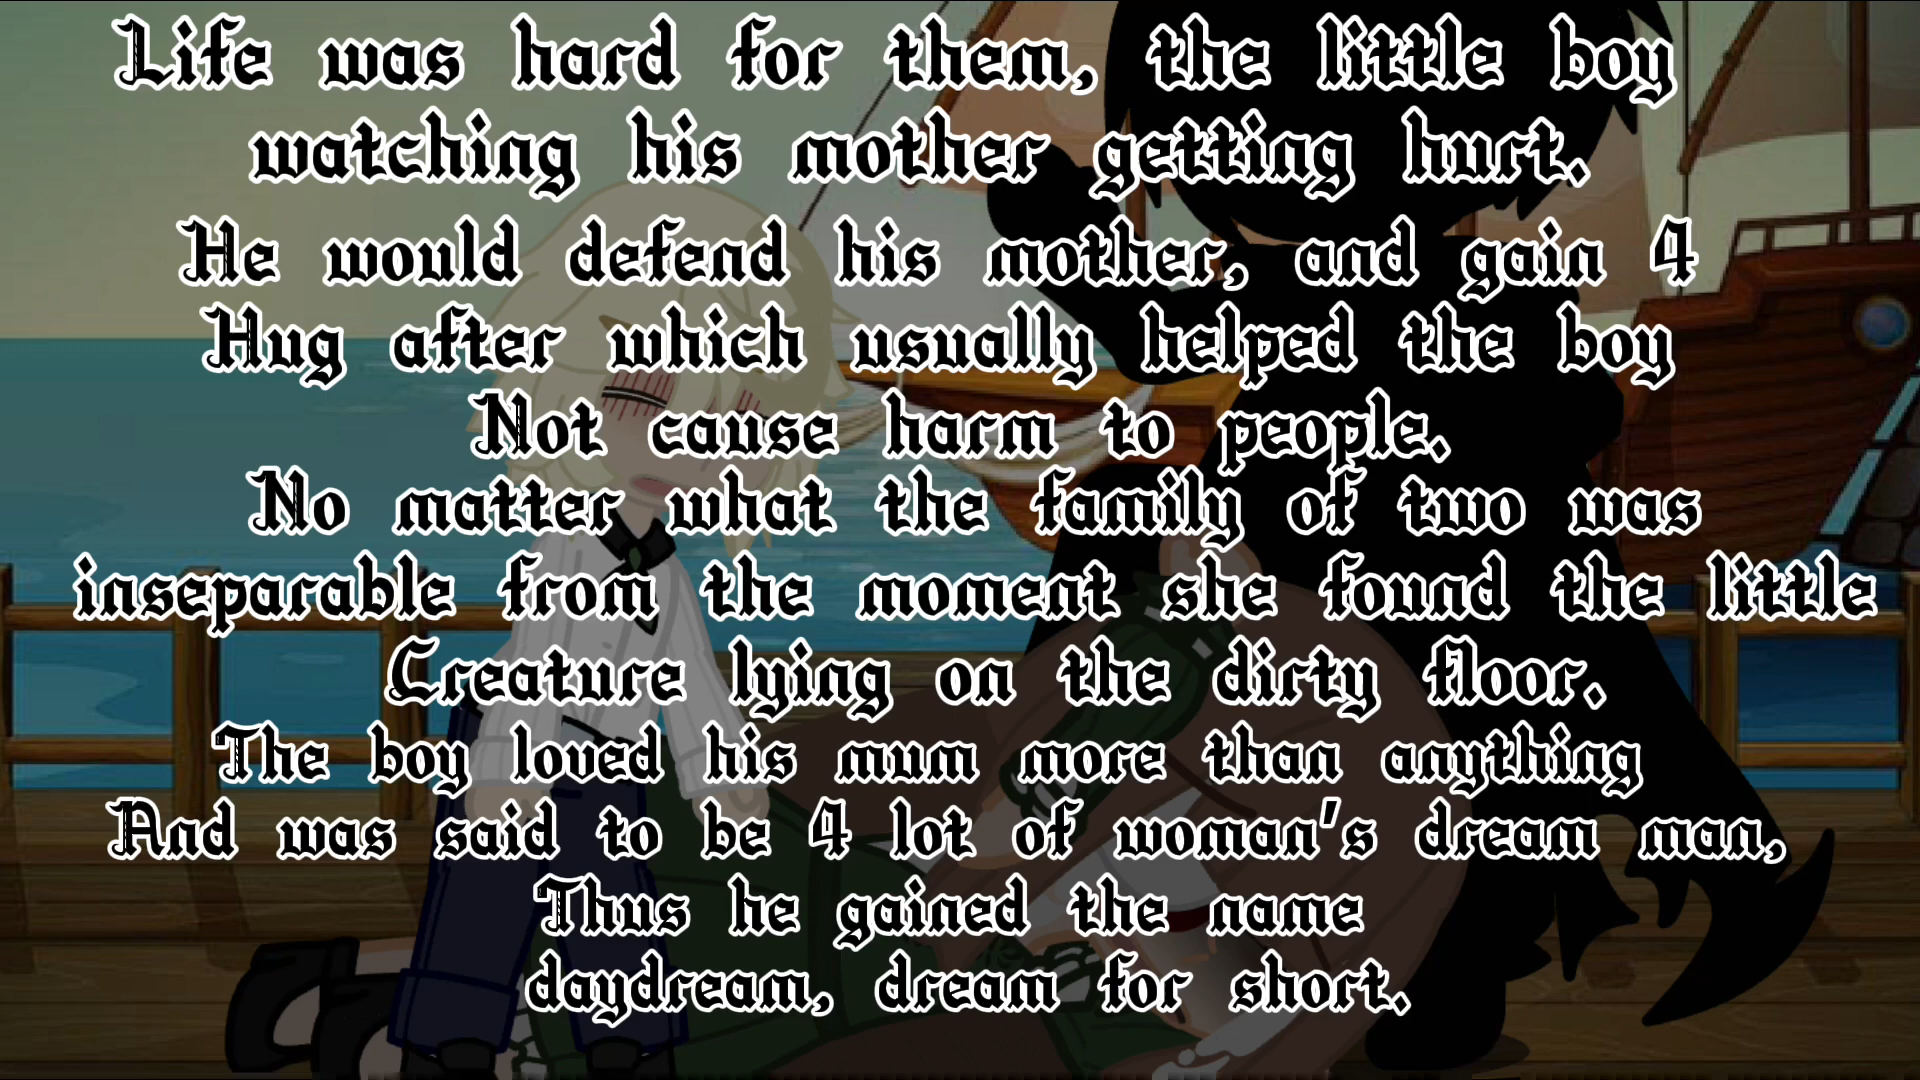 Life was hard for them, the little boy
watching his mother getting hurt.
He would defend his mother, and gain 4
Hug after which usually helped the boy
Not cause harm to people.
No matter what the family of two was
inseparable from the moment she found the little
Creature lying on the dirty floor.
The boy loved his mum more than anything
And was said to be 4 lot of woman's dream man,
Thus he gained the name
daydream, dream for short.